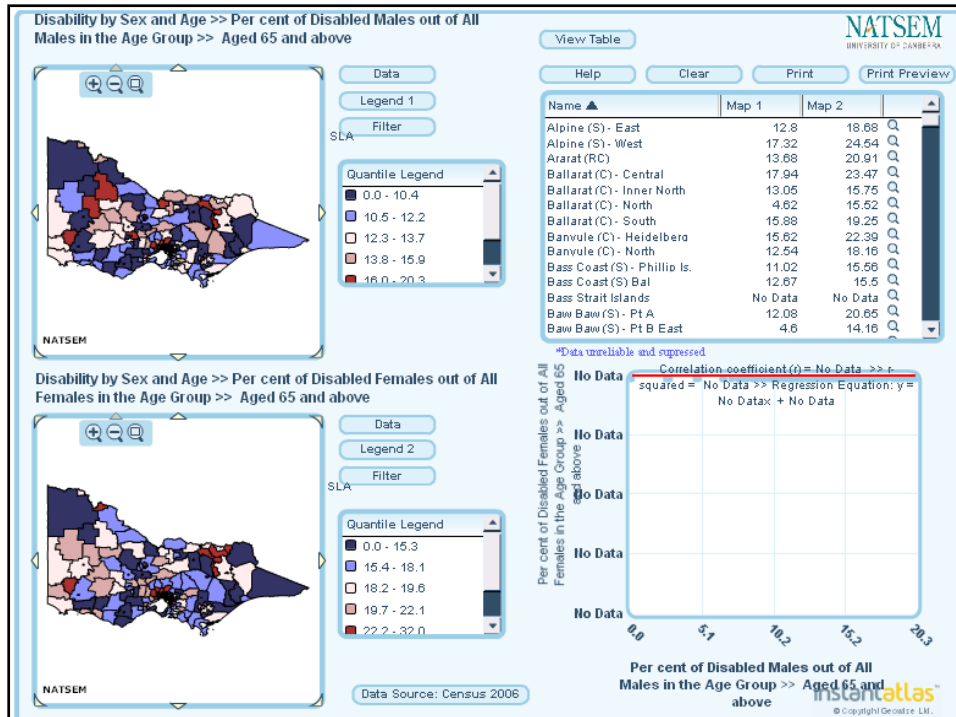 Disability by Sex and Age >> Per cent of Disabled Males out of All
Males in the Age Group >> Aged 65 and above
NATSEM
UNIVERSITY OF CANBERRA
View Table
Help
Clear
Print
Print Preview
Data
Legend 1
Filter
SLA
Quantile Legend
0.0 - 10.4
10.5 - 12.2
12.3 - 13.7
13.8 - 15.9
16.0 - 20.3
NATSEM
Name ▲ Map 1 Map 2
Alpine (S) - East 12.8 18.68
Alpine (S) - West 17.32 24.54
Ararat (RC) 13.68 20.91
Ballarat (C) - Central 17.94 23.47
Ballarat (C) - Inner North 13.05 15.75
Ballarat (C) - North 4.62 15.52
Ballarat (C) - South 15.88 19.25
Banyule (C) - Heidelberg 15.62 22.39
Banyule (C) - North 12.54 18.16
Bass Coast (S) - Phillip Is. 11.02 15.56
Bass Coast (S) Bal 12.67 15.5
Bass Strait Islands No Data No Data
Baw Baw (S) - Pt A 12.08 20.65
Baw Baw (S) - Pt B East 4.6 14.16
*Data unreliable and supressed
Disability by Sex and Age >> Per cent of Disabled Females out of All
Females in the Age Group >> Aged 65 and above
Data
Legend 2
Filter
SLA
Quantile Legend
0.0 - 15.3
15.4 - 18.1
18.2 - 19.6
19.7 - 22.1
22.2 - 32.0
NATSEM
Data Source: Census 2006
Per cent of Disabled Females out of All
Females in the Age Group >> Aged 65
and above
No Data
No Data
No Data
No Data
No Data
Correlation coefficient (r) = No Data >> r-
squared = No Data >> Regression Equation: y =
No Datax + No Data
0.0 5.1 10.2 15.2 20.3
Per cent of Disabled Males out of All
Males in the Age Group >> Aged 65 and
above
instantatlas™
© Copyright Geowise Ltd.